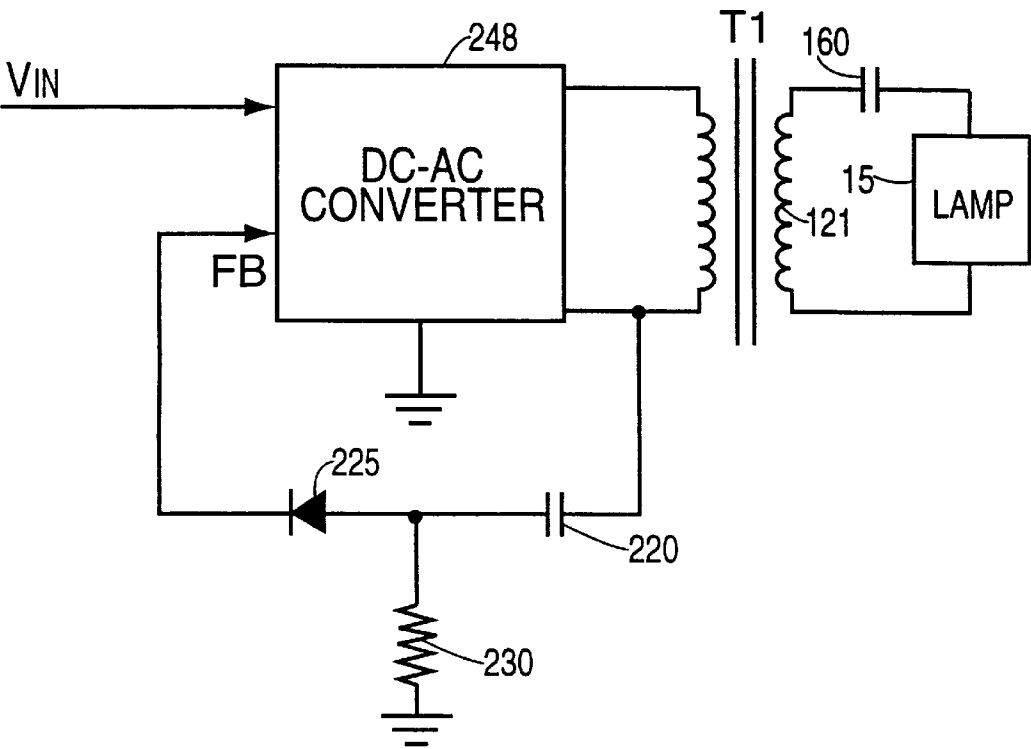 T1
248
160
VIN
DC-AC
CONVERTER
15
LAMP
121
FB
225
220
230